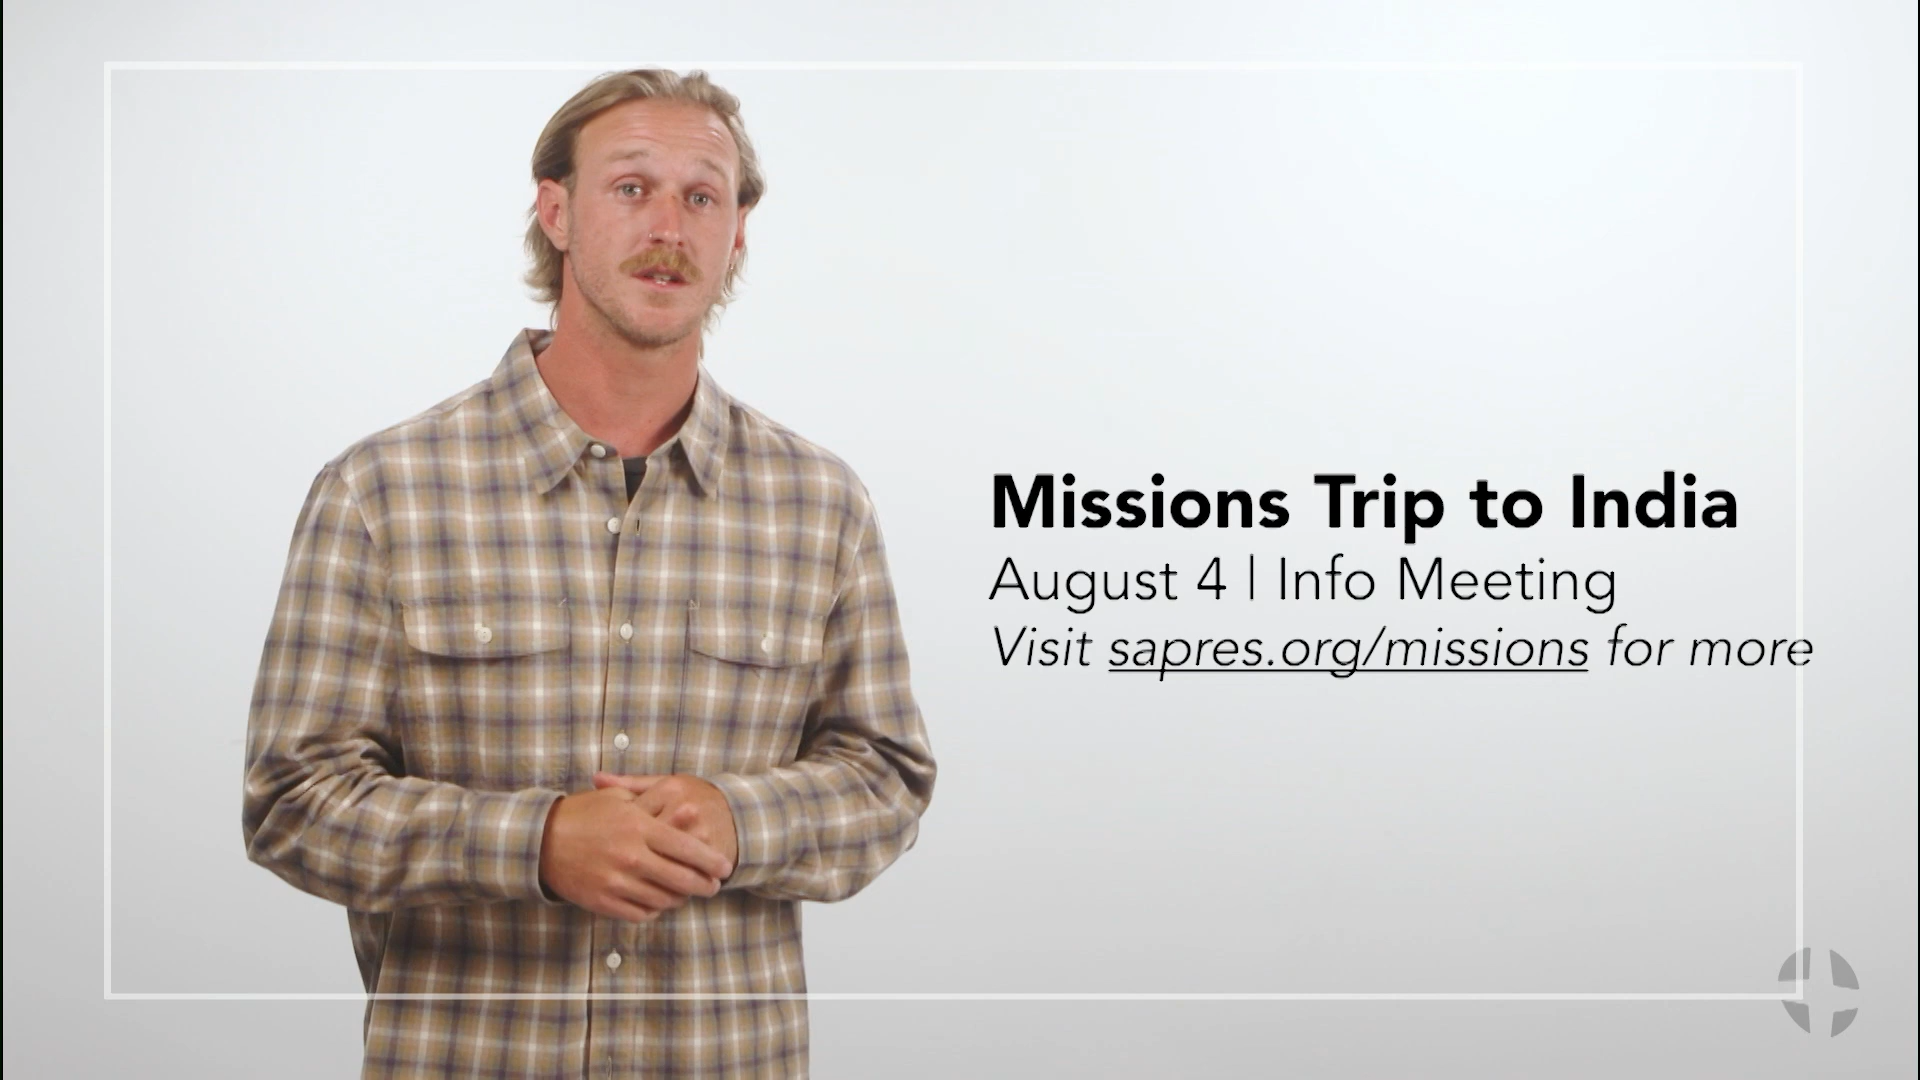 Missions Trip to India
August 4 | Info Meeting
Visit sapres.org/missions for more